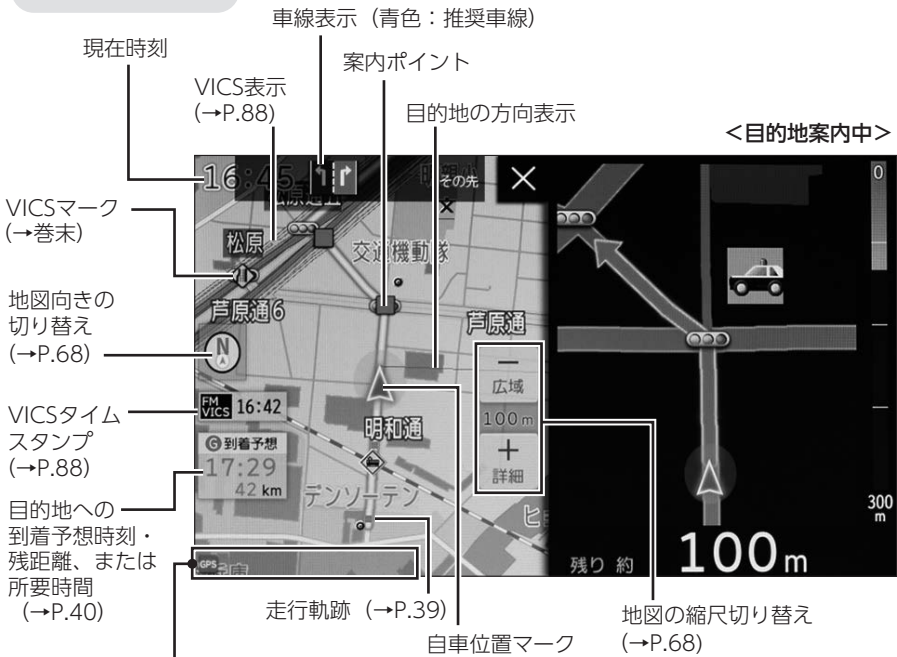 車線表示（青色：推奨車線）
現在時刻
案内ポイント
VICS表示
（→P.88）
目的地の方向表示
＜目的地案内中＞
16:45
その先
0
VICSマーク
（→巻末）
松原
交通機動隊
地図向きの
切り替え
（→P.68）
芦原通6
芦原通
N
広域
FM
VICS 16:42
100m
VICSタイム
スタンプ
（→P.88）
明和通
G 到着予想
17:29
42 km
詳細
デンソーテン
ヒ
目的地への
到着予想時刻・
残距離、または
所要時間
（→P.40）
300
m
GPS
残り 約 100m
走行軌跡（→P.39）
自車位置マーク
地図の縮尺切り替え
（→P.68）